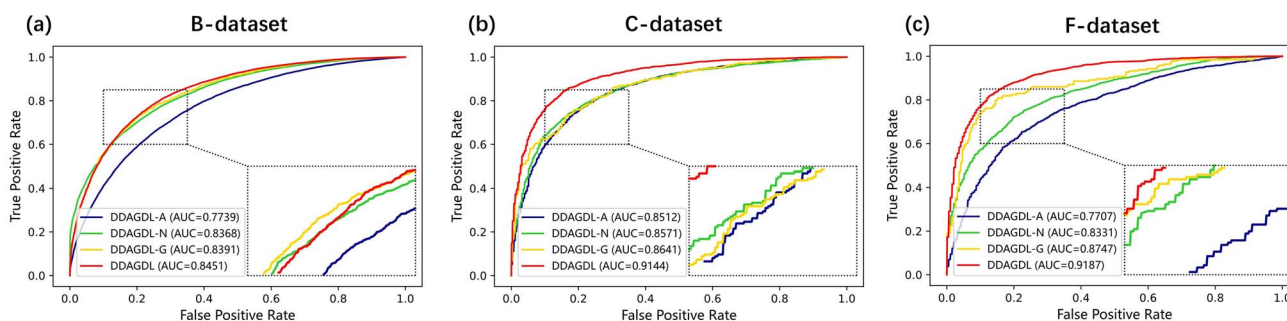 (a) B-dataset
True Positive Rate
1.0
0.8
0.6
0.4
0.2
0.0
DDAGDL-A (AUC=0.7739)
DDAGDL-N (AUC=0.8368)
DDAGDL-G (AUC=0.8391)
DDAGDL (AUC=0.8451)
0.0 0.2 0.4 0.6 0.8 1.0
False Positive Rate
(b) C-dataset
True Positive Rate
1.0
0.8
0.6
0.4
0.2
0.0
DDAGDL-A (AUC=0.8512)
DDAGDL-N (AUC=0.8571)
DDAGDL-G (AUC=0.8641)
DDAGDL (AUC=0.9144)
0.0 0.2 0.4 0.6 0.8 1.0
False Positive Rate
(c) F-dataset
True Positive Rate
1.0
0.8
0.6
0.4
0.2
0.0
DDAGDL-A (AUC=0.7707)
DDAGDL-N (AUC=0.8331)
DDAGDL-G (AUC=0.8747)
DDAGDL (AUC=0.9187)
0.0 0.2 0.4 0.6 0.8 1.0
False Positive Rate